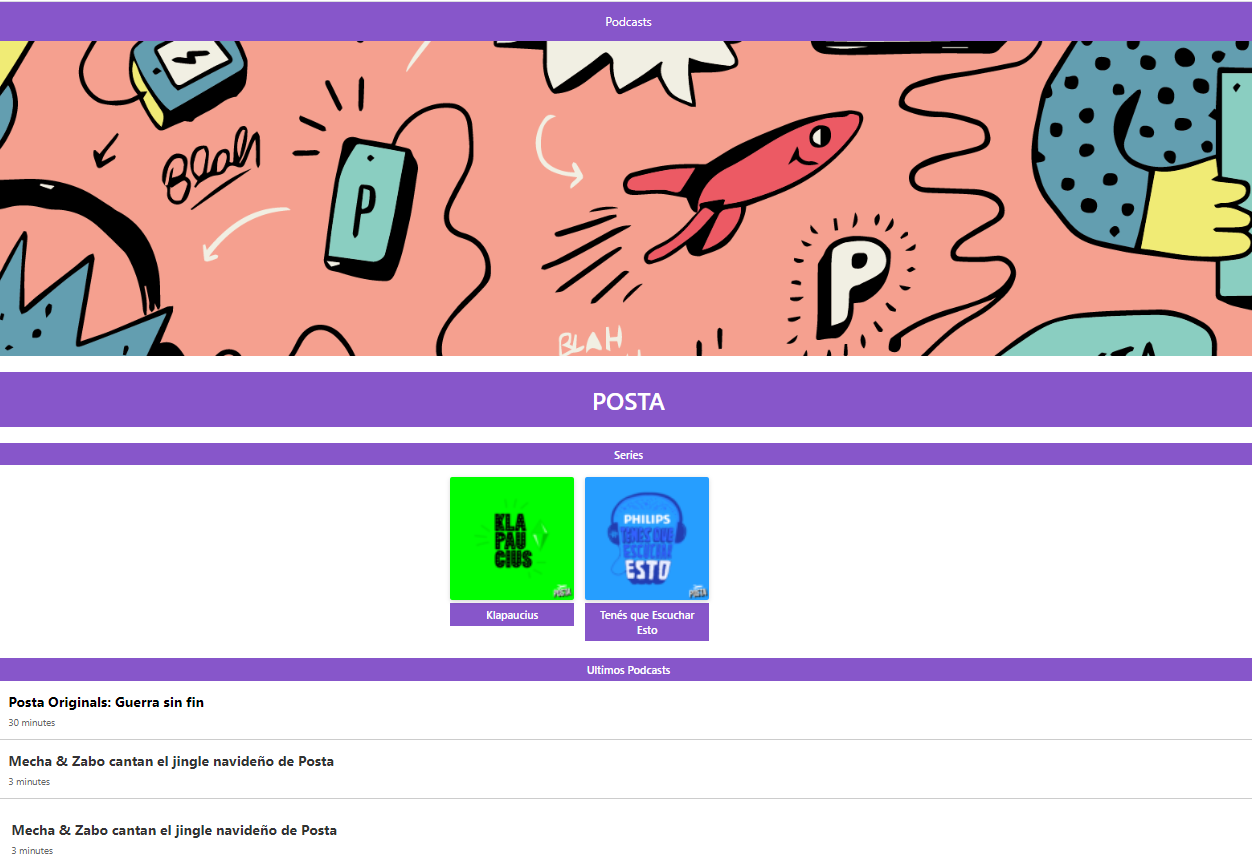 Podcasts
Blah
P
P
BLAH
POSTA
Series
KLA
PAU
CIUS
POSTA
PHILIPS
TENÉS QUE
ESCUCHAR
ESTO
POSTA
Klapaucius
Tenés que Escuchar
Esto
Ultimos Podcasts
Posta Originals: Guerra sin fin
30 minutes
Mecha & Zabo cantan el jingle navideño de Posta
3 minutes
Mecha & Zabo cantan el jingle navideño de Posta
3 minutes